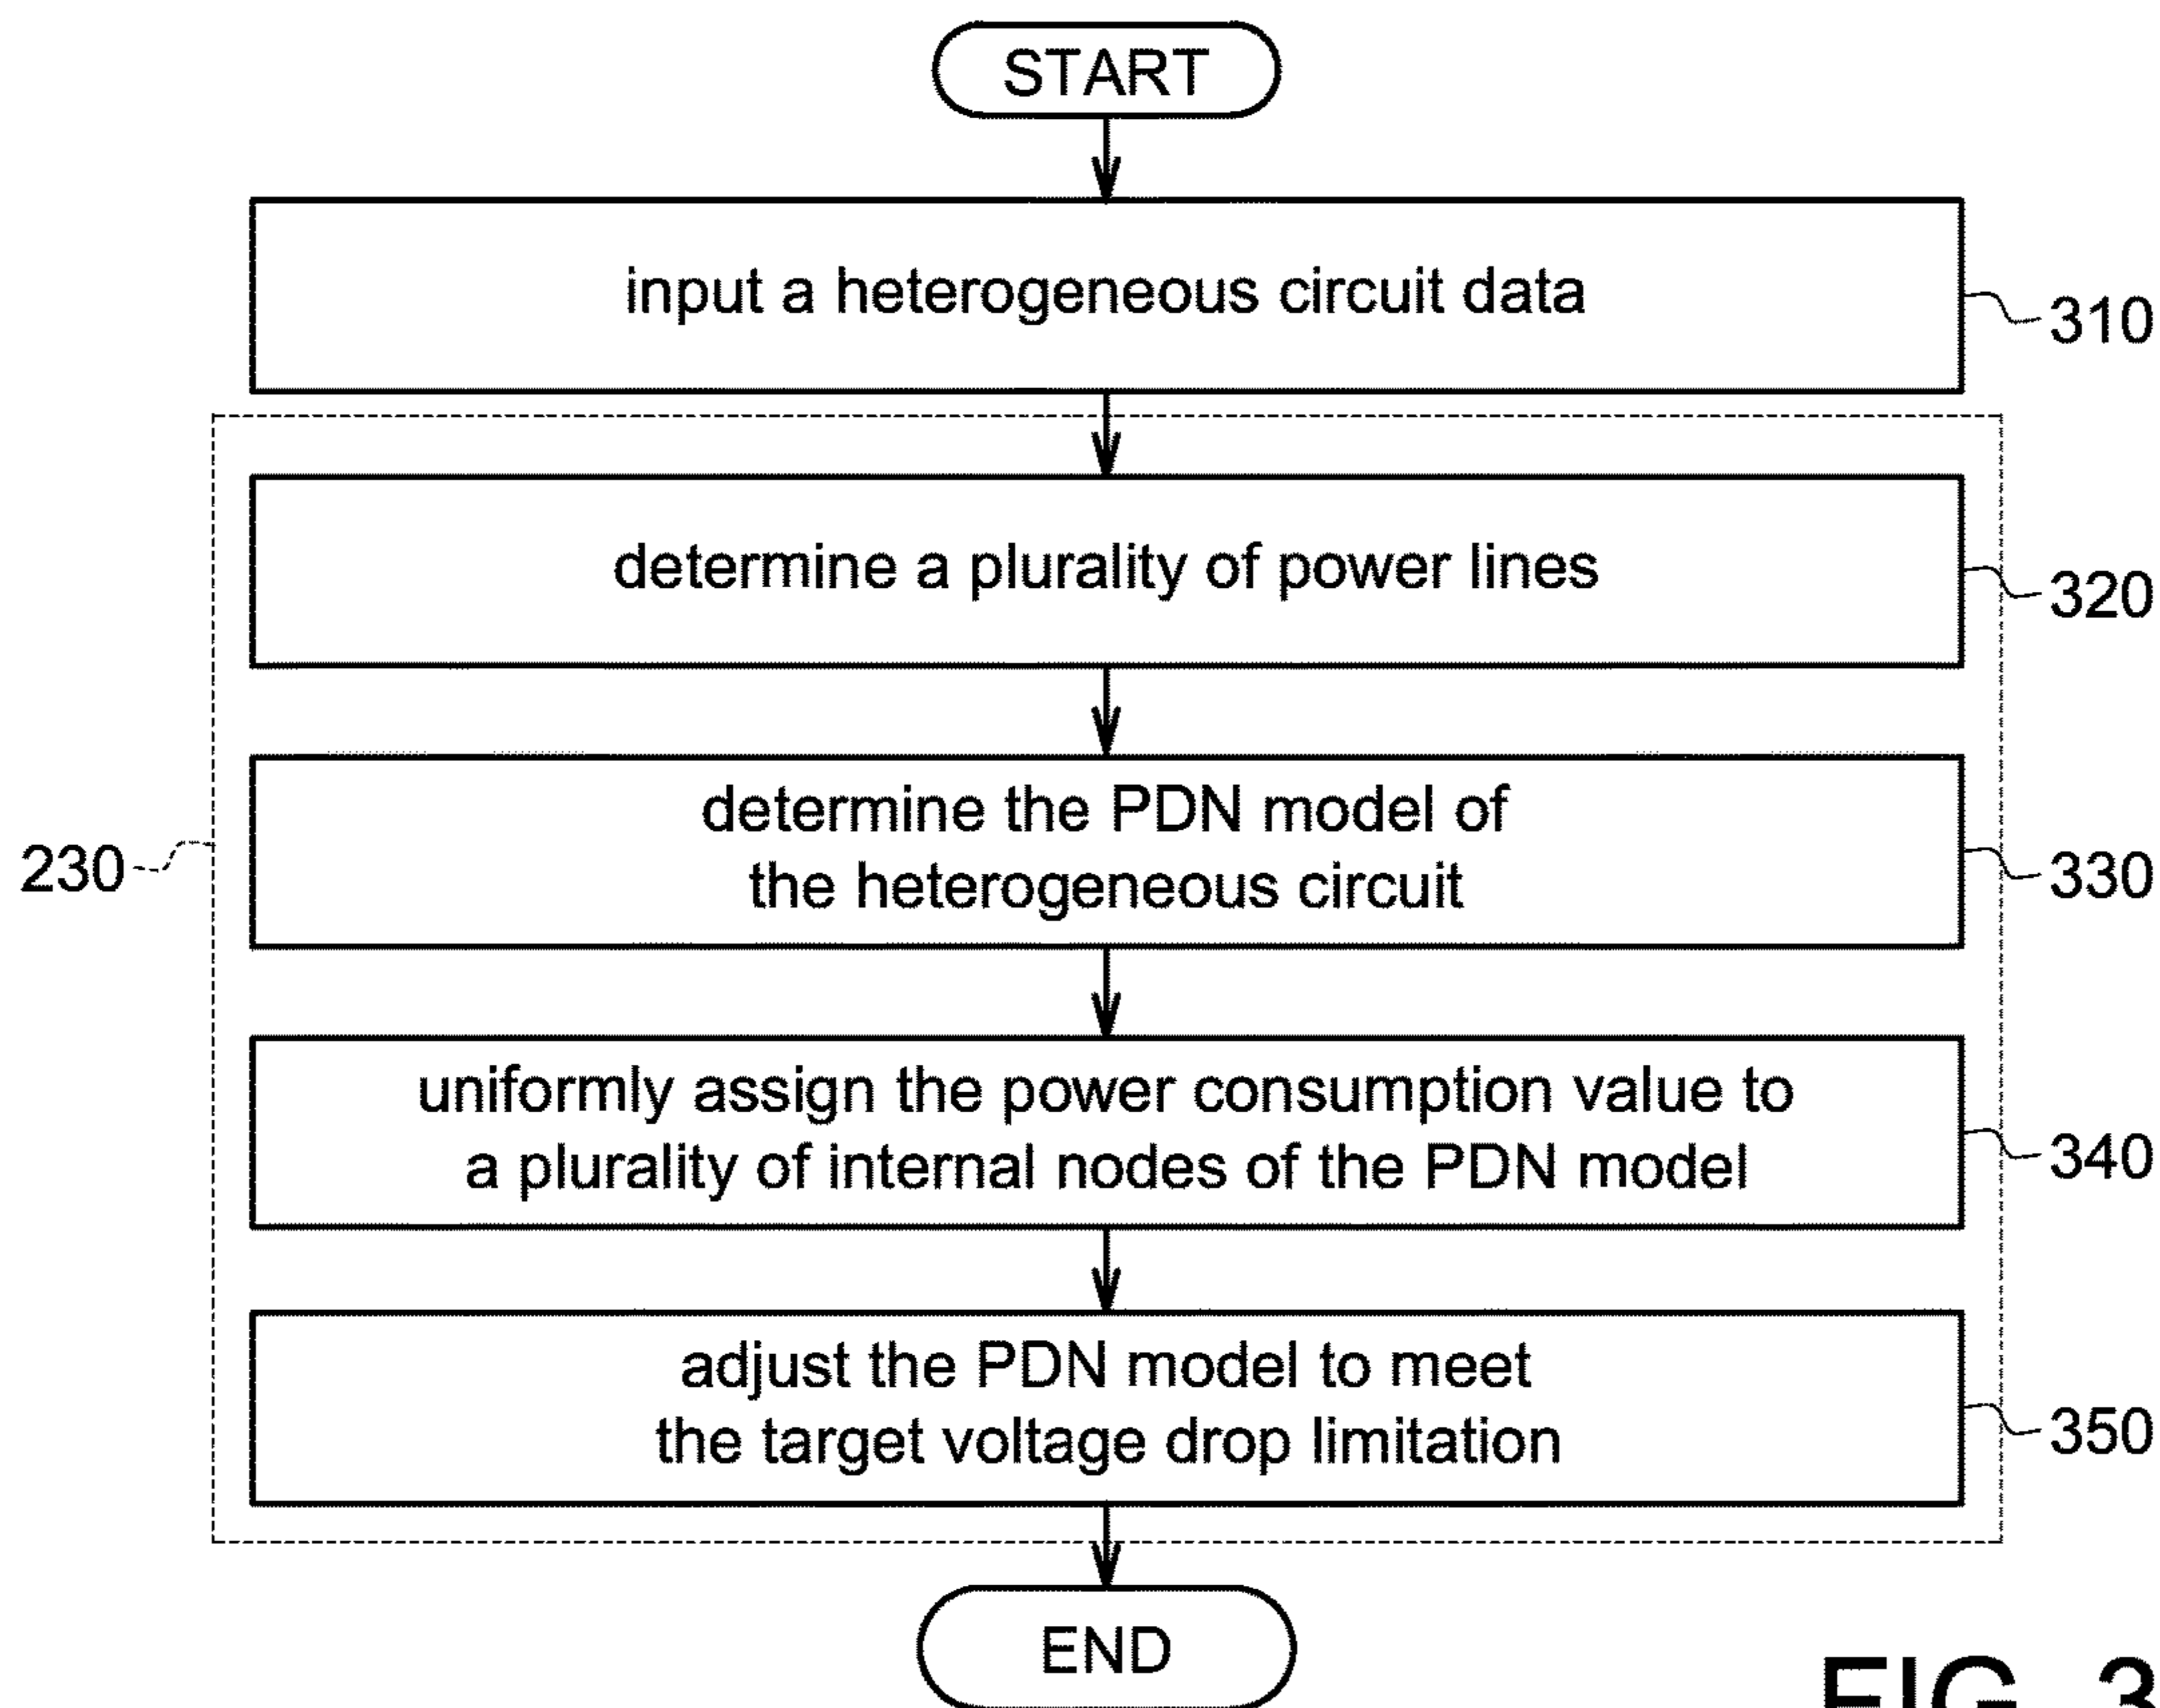 START
input a heterogeneous circuit data
310
determine a plurality of power lines
320
determine the PDN model of
the heterogeneous circuit
330
230
uniformly assign the power consumption value to
a plurality of internal nodes of the PDN model
340
adjust the PDN model to meet
the target voltage drop limitation
350
END
FIG. 3